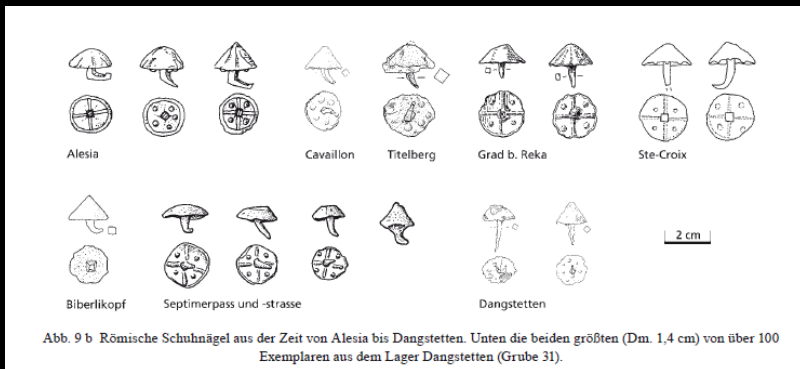 Alesia Cavaillon Titelberg Grad b. Reka Ste-Croix
2 cm
Biberlikopf Septimerpass und -strasse Dangstetten
Abb. 9 b Römische Schuhnägel aus der Zeit von Alesia bis Dangstetten. Unten die beiden größten (Dm. 1,4 cm) von über 100
Exemplaren aus dem Lager Dangstetten (Grube 31).